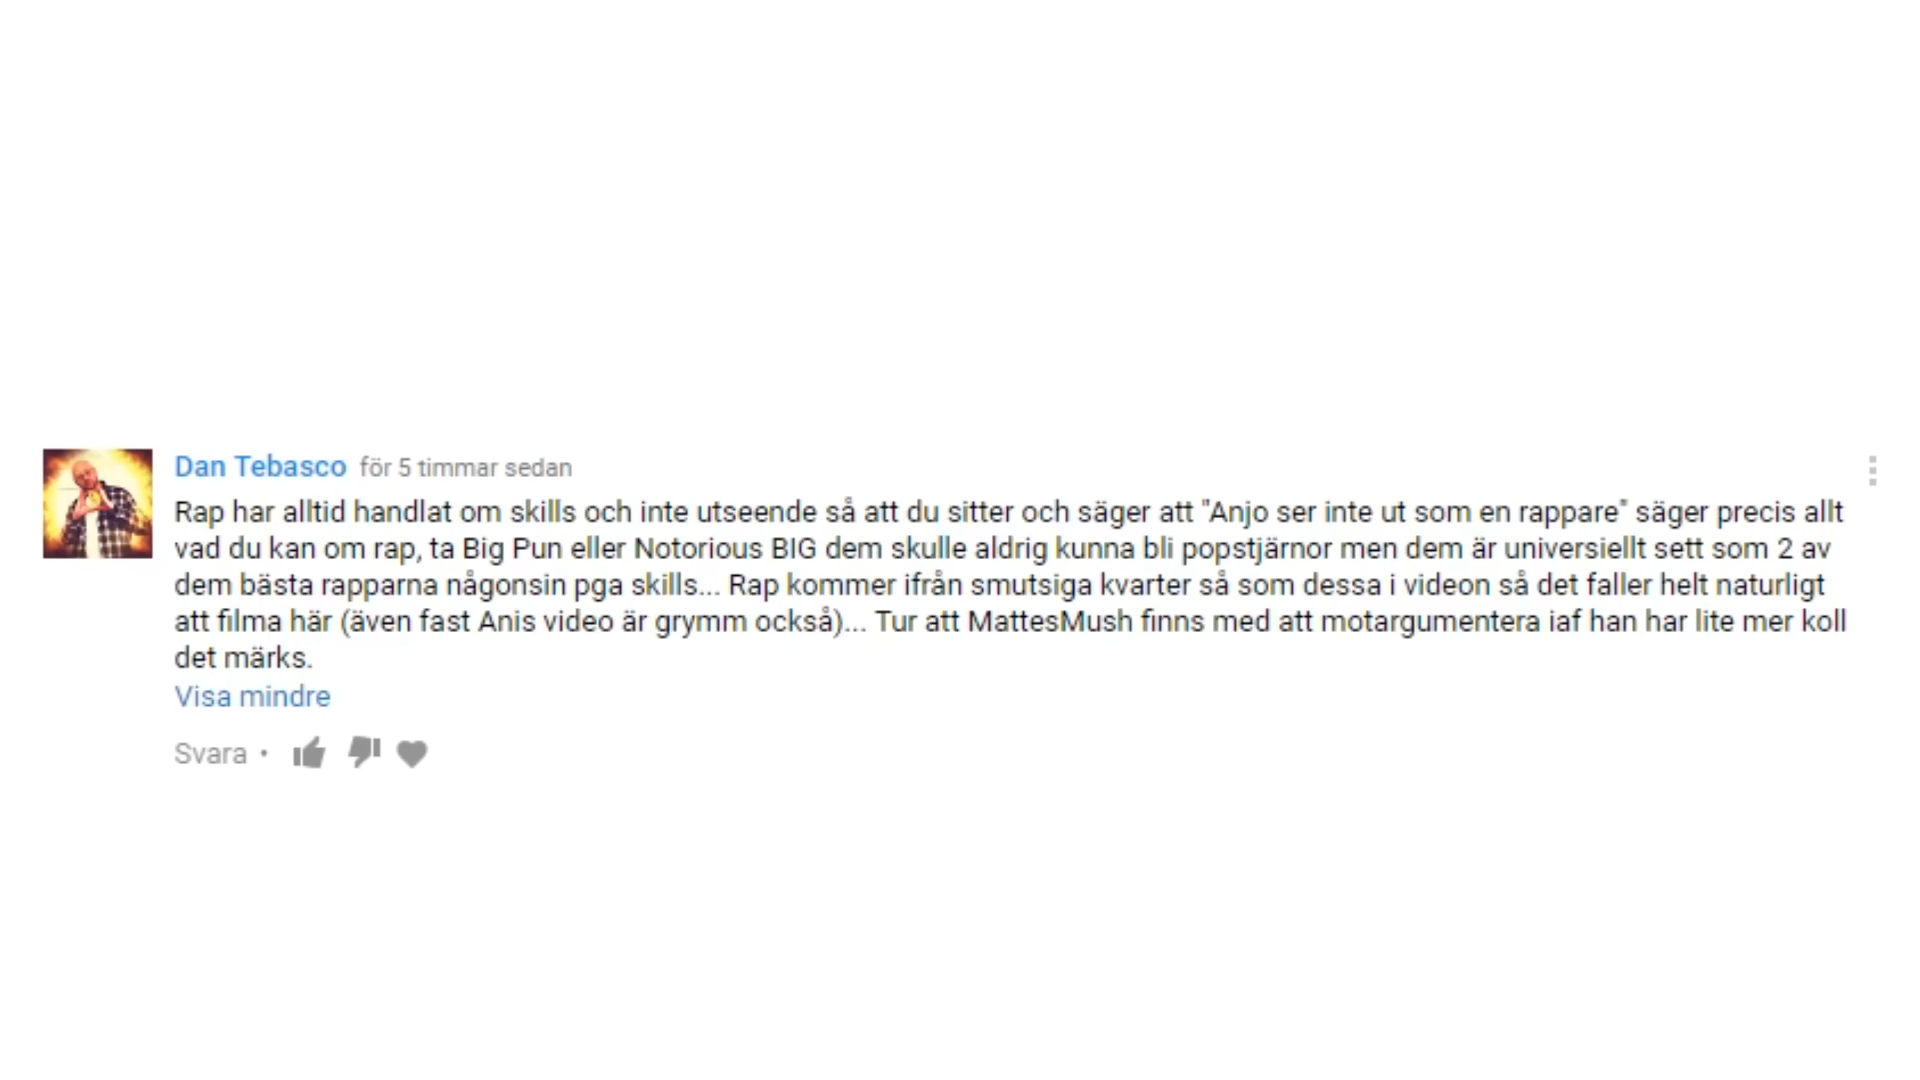 Dan Tebasco för 5 timmar sedan
Rap har alltid handlat om skills och inte utseende så att du sitter och säger att "Anjo ser inte ut som en rappare" säger precis allt
vad du kan om rap, ta Big Pun eller Notorious BIG dem skulle aldrig kunna bli popstjärnor men dem är universiellt sett som 2 av
dem bästa rapparna någonsin pga skills... Rap kommer ifrån smutsiga kvarter så som dessa i videon så det faller helt naturligt
att filma här (även fast Anis video är grymm också)... Tur att MattesMush finns med att motargumentera iaf han har lite mer koll
det märks.
Visa mindre
Svara •